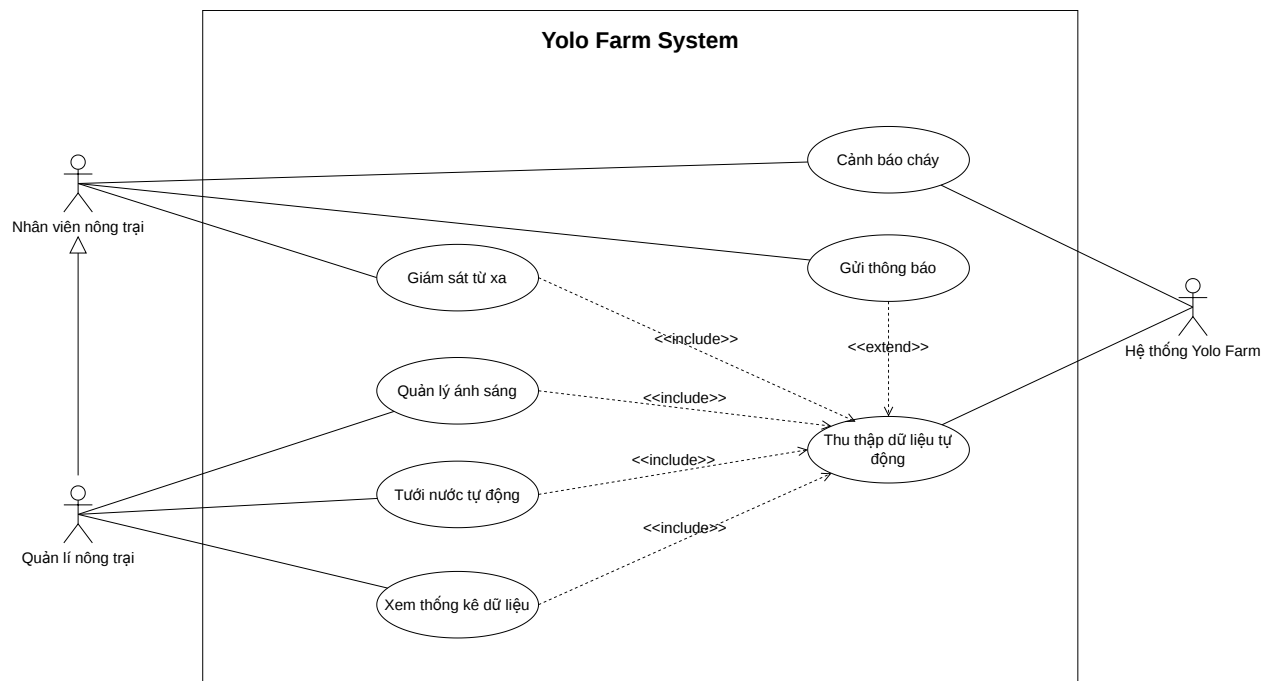 Yolo Farm System
Cảnh báo cháy
Nhân viên nông trại
Gửi thông báo
Giám sát từ xa
<<include>>
<<extend>>
Hệ thống Yolo Farm
Quản lý ánh sáng
<<include>>
Thu thập dữ liệu tự
động
<<include>>
Tưới nước tự động
<<include>>
Quản lí nông trại
Xem thống kê dữ liệu